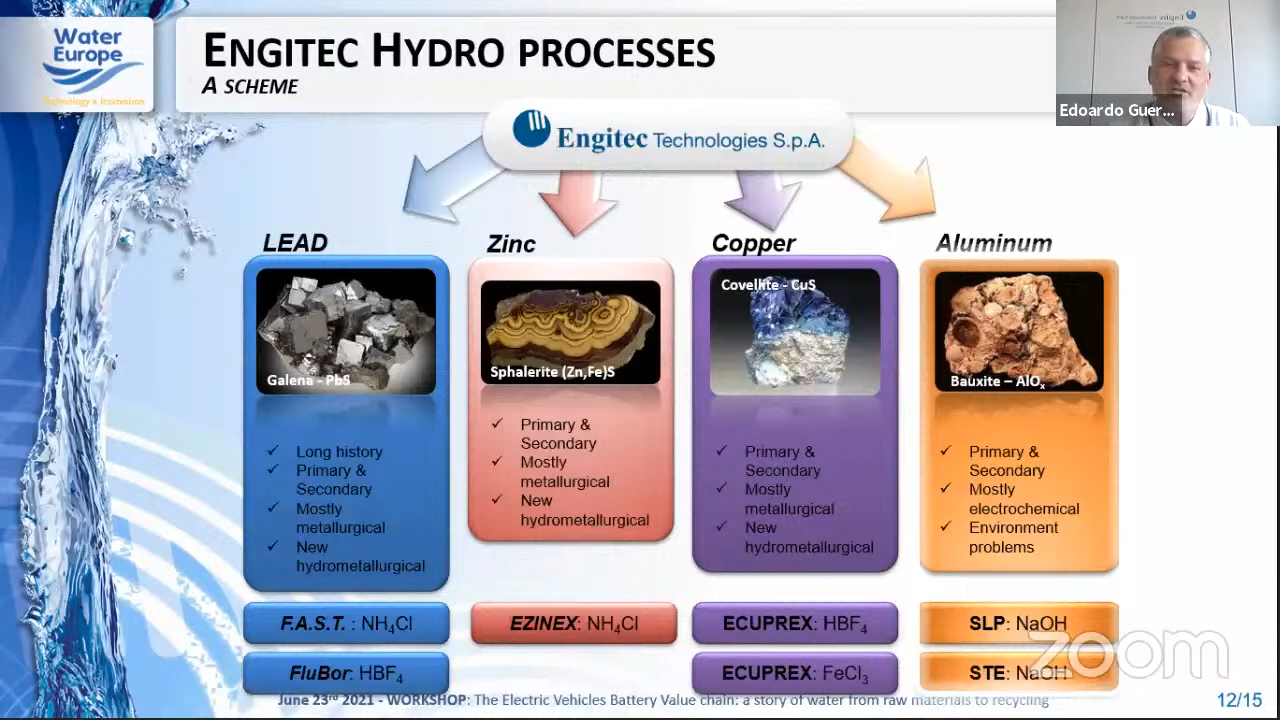 Water
Europe
Technology & Innovation
ENGITEC HYDRO PROCESSES
A SCHEME
Edoardo Guer...
Engitec Technologies S.p.A.
LEAD
Galena - PbS
✓ Long history
✓ Primary &
Secondary
✓ Mostly
metallurgical
✓ New
hydrometallurgical
F.A.S.T. : NH₄Cl
FluBor: HBF₄
Zinc
Sphalerite (Zn,Fe)S
✓ Primary &
Secondary
✓ Mostly
metallurgical
✓ New
hydrometallurgical
EZINEX: NH₄Cl
Copper
Covellite - CuS
✓ Primary &
Secondary
✓ Mostly
metallurgical
✓ New
hydrometallurgical
ECUPREX: HBF₄
ECUPREX: FeCl₃
Aluminum
Bauxite – AlOₓ
✓ Primary &
Secondary
✓ Mostly
electrochemical
✓ Environment
problems
SLP: NaOH
STE: NaOH
zoom
June 23rd 2021 - WORKSHOP: The Electric Vehicles Battery Value chain: a story of water from raw materials to recycling
12/15